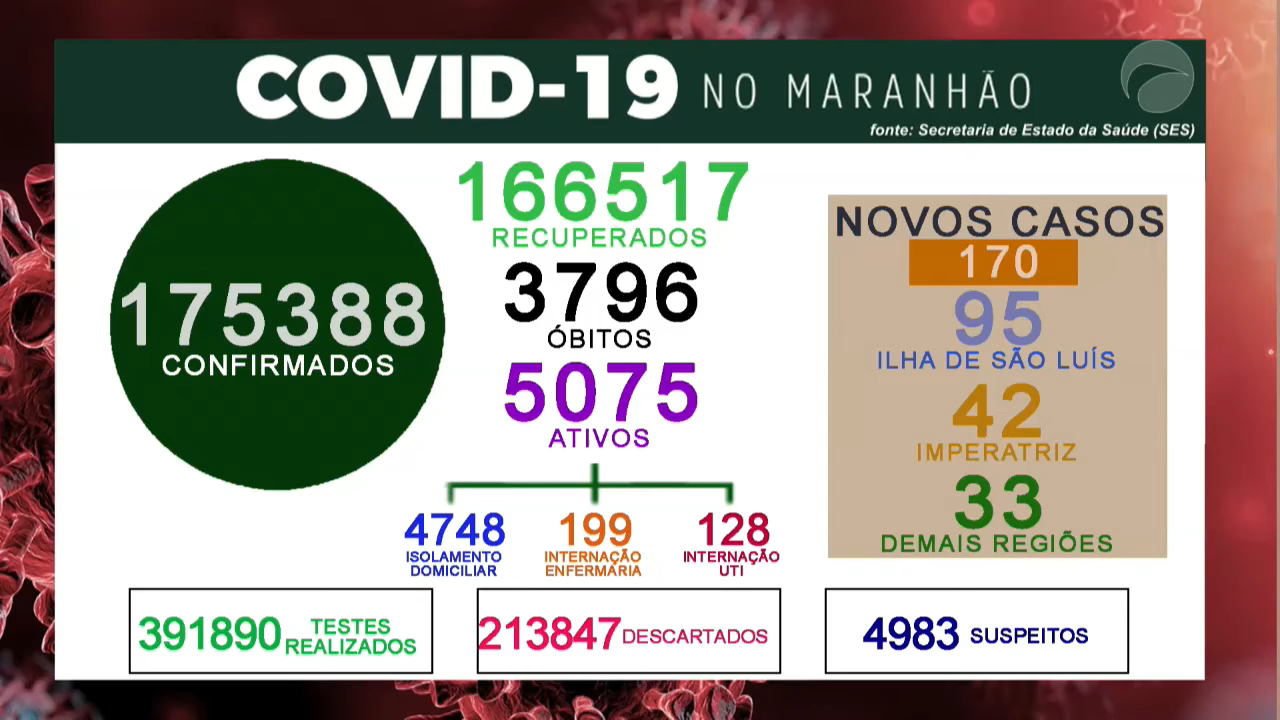 COVID-19 NO MARANHÃO
fonte: Secretaria de Estado da Saúde (SES)
175388
CONFIRMADOS
166517
RECUPERADOS
3796
ÓBITOS
5075
ATIVOS
4748
ISOLAMENTO
DOMICILIAR
199
INTERNAÇÃO
ENFERMARIA
128
INTERNAÇÃO
UTI
NOVOS CASOS
170
95
ILHA DE SÃO LUÍS
42
IMPERATRIZ
33
DEMAIS REGIÕES
391890 TESTES
REALIZADOS
213847 DESCARTADOS
4983 SUSPEITOS